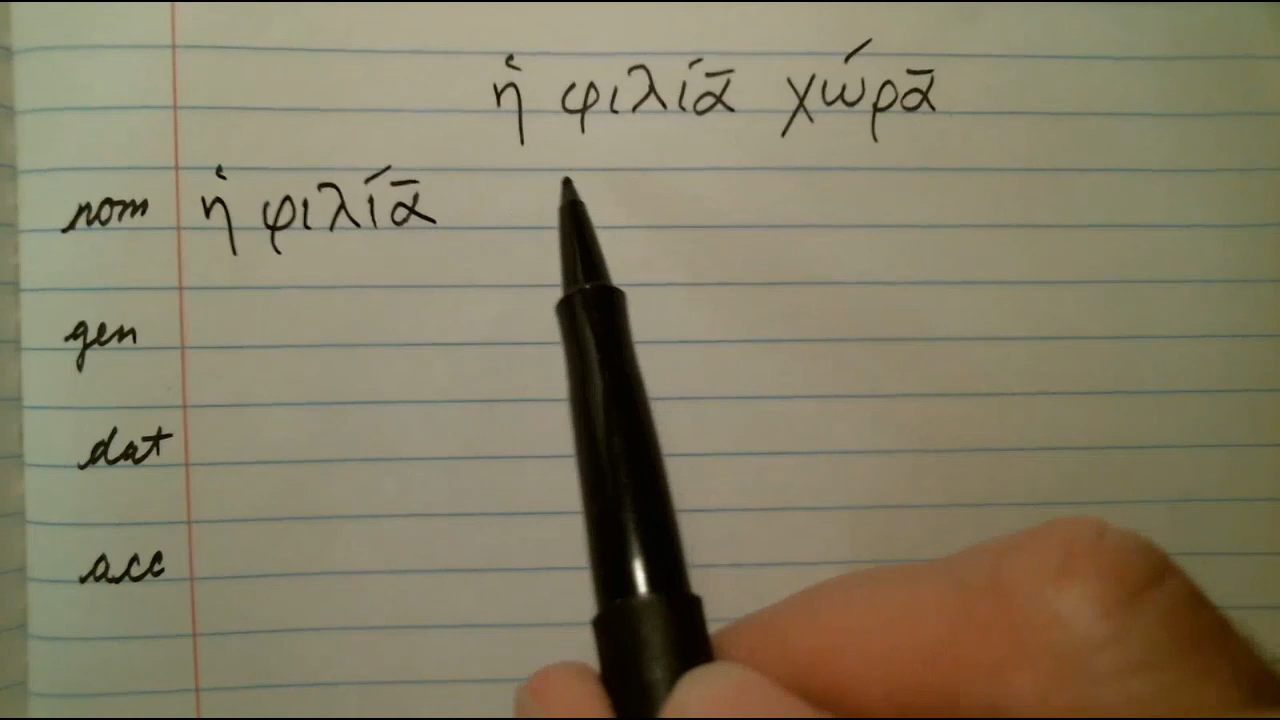 ἡ φιλίᾱ χώρᾱ
nom ἡ φιλίᾱ
gen
dat
acc